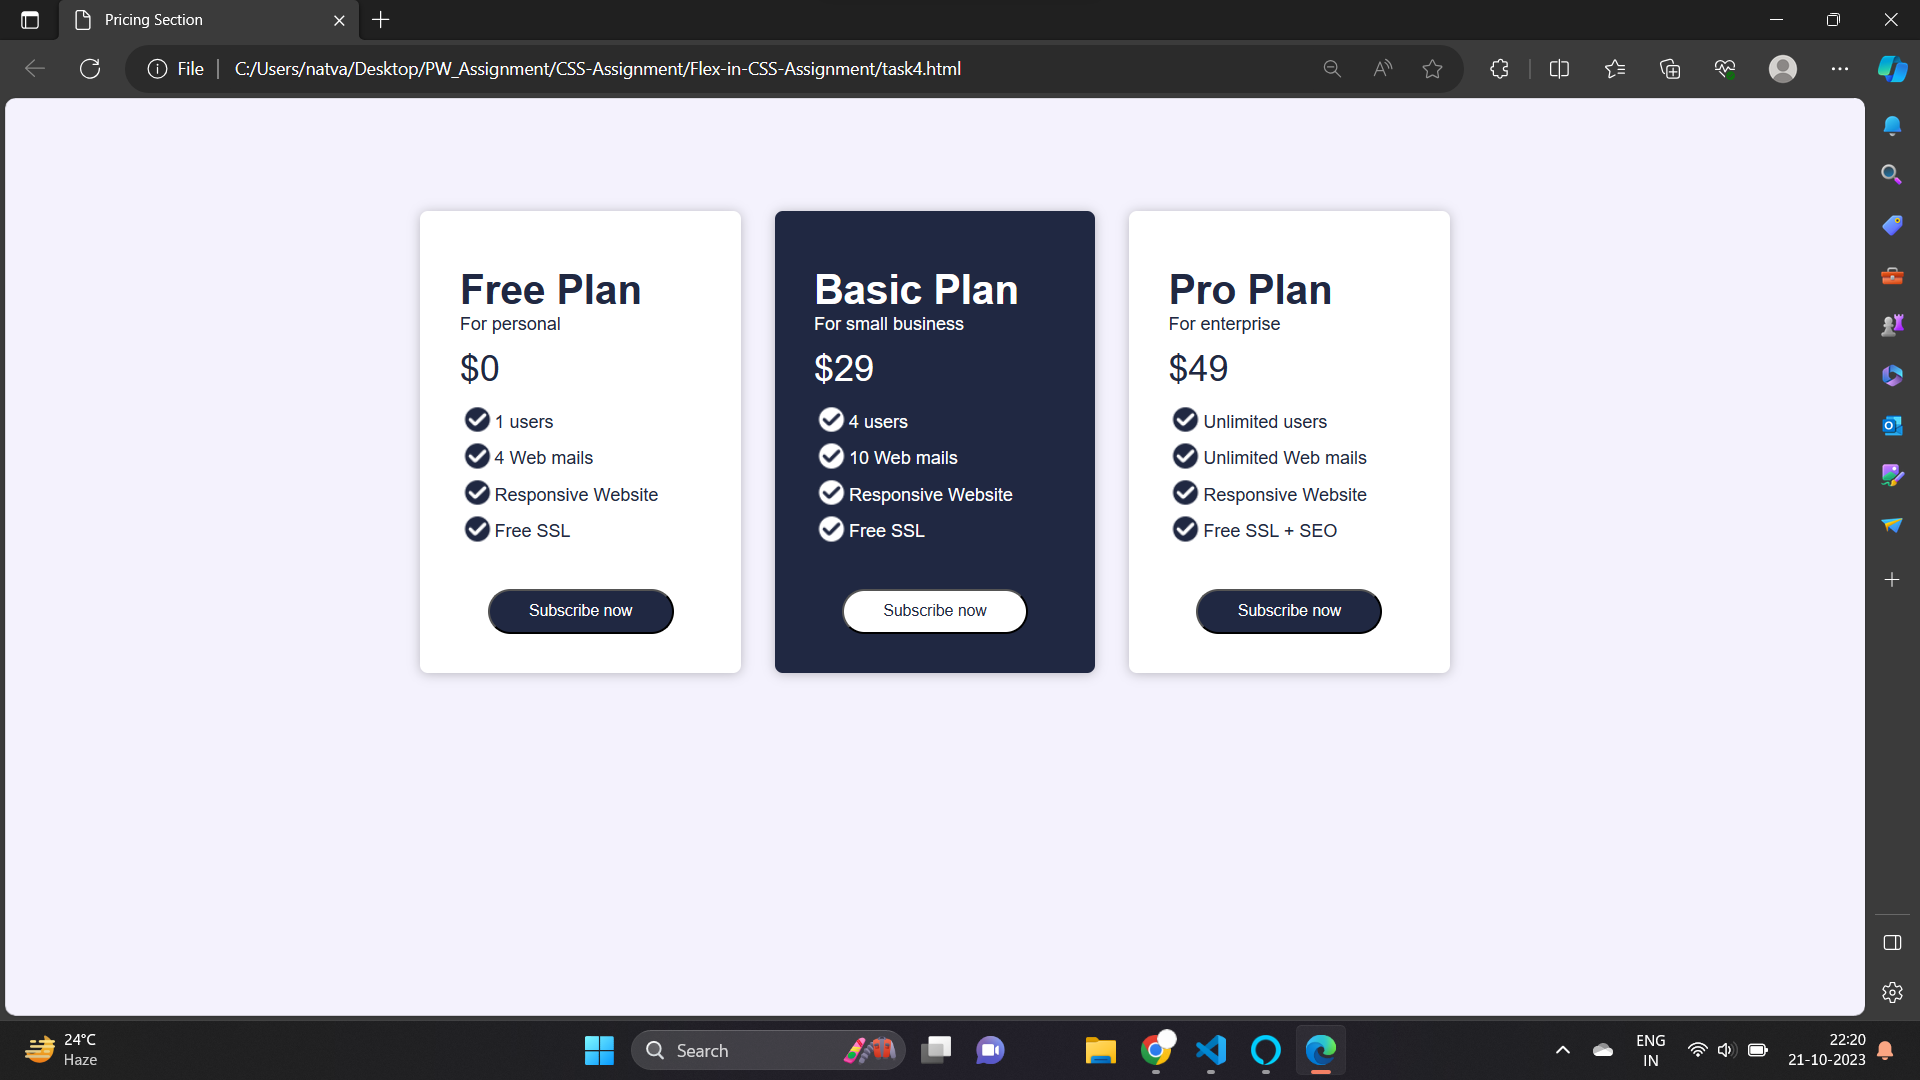 Pricing Section
File
C:/Users/natva/Desktop/PW_Assignment/CSS-Assignment/Flex-in-CSS-Assignment/task4.html
Free Plan
For personal
$0
1 users
4 Web mails
Responsive Website
Free SSL
Subscribe now
Basic Plan
For small business
$29
4 users
10 Web mails
Responsive Website
Free SSL
Subscribe now
Pro Plan
For enterprise
$49
Unlimited users
Unlimited Web mails
Responsive Website
Free SSL + SEO
Subscribe now
24°C
Haze
Search
ENG
IN
22:20
21-10-2023